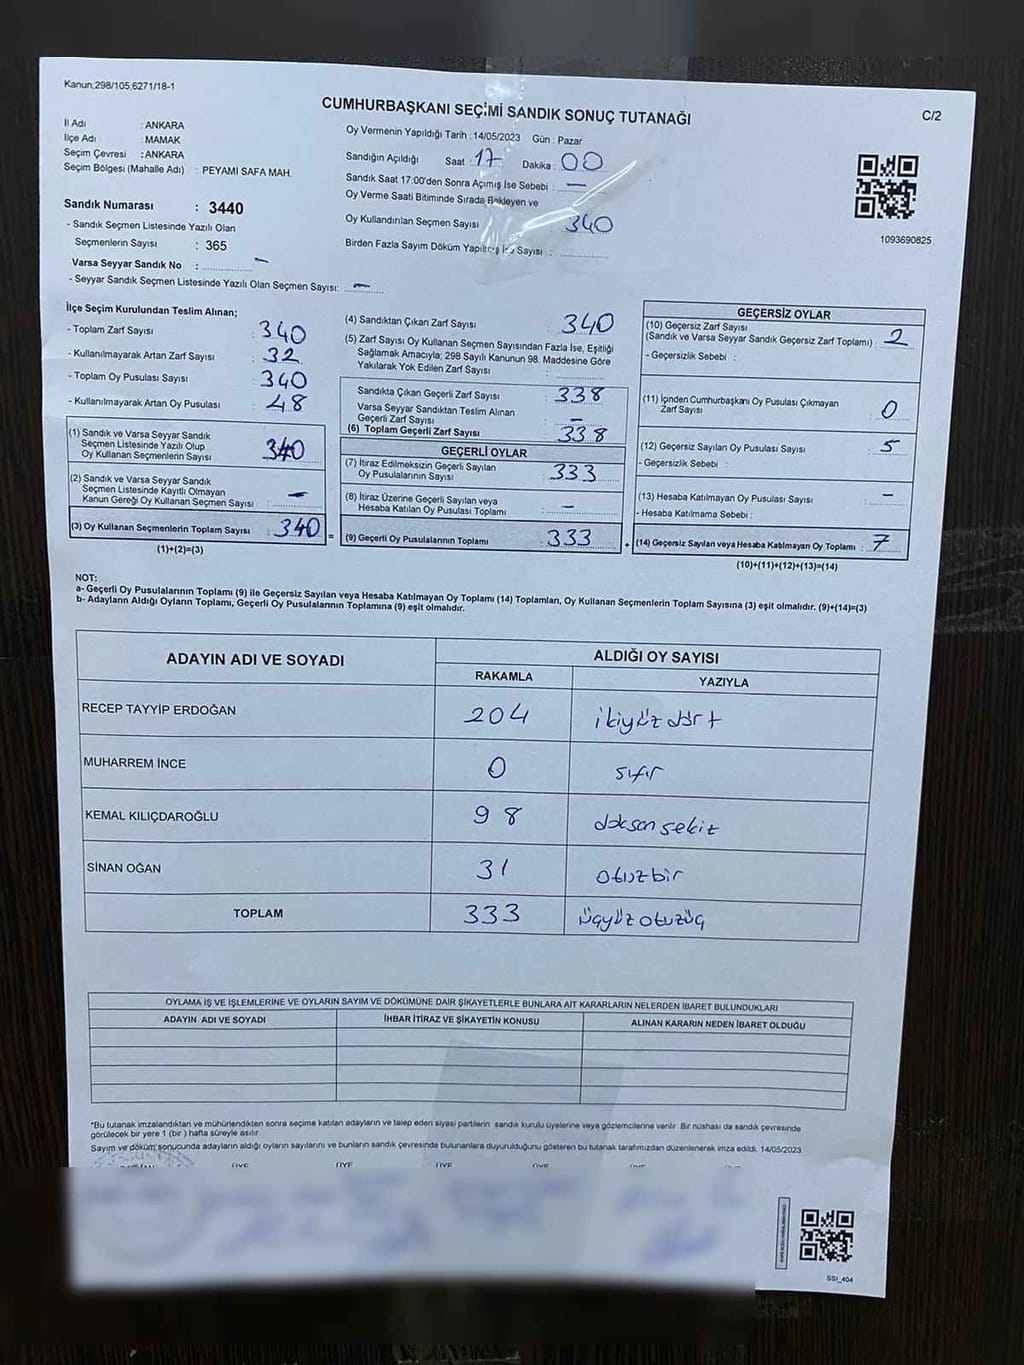 Kanun:298/105,6271/18-1
CUMHURBAŞKANI SEÇİMİ SANDIK SONUÇ TUTANAĞI
C/2
İl Adı : ANKARA
İlçe Adı : MAMAK
Seçim Çevresi : ANKARA
Seçim Bölgesi (Mahalle Adı) : PEYAMİ SAFA MAH.
Sandık Numarası : 3440
- Sandık Seçmen Listesinde Yazılı Olan
Seçmenlerin Sayısı : 365
Varsa Seyyar Sandık No : –
- Seyyar Sandık Seçmen Listesinde Yazılı Olan Seçmen Sayısı: –
Oy Vermenin Yapıldığı Tarih : 14/05/2023 Gün : Pazar
Sandığın Açıldığı Saat : 17 Dakika : 00
Sandık Saat 17:00'den Sonra Açımış İse Sebebi : –
Oy Verme Saati Bitiminde Sırada Bekleyen ve
Oy Kullandırılan Seçmen Sayısı : 340
Birden Fazla Sayım Döküm Yapılmış İse Sayısı :
1093690825
İlçe Seçim Kurulundan Teslim Alınan;
- Toplam Zarf Sayısı : 340
- Kullanılmayarak Artan Zarf Sayısı : 32
- Toplam Oy Pusulası Sayısı : 340
- Kullanılmayarak Artan Oy Pusulası : 48
(1) Sandık ve Varsa Seyyar Sandık
Seçmen Listesinde Yazılı Olup
Oy Kullanan Seçmenlerin Sayısı : 340
(2) Sandık ve Varsa Seyyar Sandık
Seçmen Listesinde Kayıtlı Olmayan
Kanun Gereği Oy Kullanan Seçmen Sayısı : –
(3) Oy Kullanan Seçmenlerin Toplam Sayısı : 340 =
(1)+(2)=(3)
(4) Sandıktan Çıkan Zarf Sayısı : 340
(5) Zarf Sayısı Oy Kullanan Seçmen Sayısından Fazla İse, Eşitliği
Sağlamak Amacıyla; 298 Sayılı Kanunun 98. Maddesine Göre
Yakılarak Yok Edilen Zarf Sayısı :
Sandıkta Çıkan Geçerli Zarf Sayısı : 338
Varsa Seyyar Sandıktan Teslim Alınan
Geçerli Zarf Sayısı : –
(6) Toplam Geçerli Zarf Sayısı : 338
GEÇERLİ OYLAR
(7) İtiraz Edilmeksizin Geçerli Sayılan
Oy Pusulalarının Sayısı : 333
(8) İtiraz Üzerine Geçerli Sayılan veya
Hesaba Katılan Oy Pusulası Toplamı : –
(9) Geçerli Oy Pusulalarının Toplamı : 333 +
GEÇERSİZ OYLAR
(10) Geçersiz Zarf Sayısı
(Sandık ve Varsa Seyyar Sandık Geçersiz Zarf Toplamı) : 2
- Geçersizlik Sebebi :
(11) İçinden Cumhurbaşkanı Oy Pusulası Çıkmayan
Zarf Sayısı : 0
(12) Geçersiz Sayılan Oy Pusulası Sayısı : 5
- Geçersizlik Sebebi :
(13) Hesaba Katılmayan Oy Pusulası Sayısı : –
- Hesaba Katılmama Sebebi :
(14) Geçersiz Sayılan veya Hesaba Katılmayan Oy Toplamı : 7
(10)+(11)+(12)+(13)=(14)
NOT:
a- Geçerli Oy Pusulalarının Toplamı (9) ile Geçersiz Sayılan veya Hesaba Katılmayan Oy Toplamı (14) Toplamları, Oy Kullanan Seçmenlerin Toplam Sayısına (3) eşit olmalıdır. (9)+(14)=(3)
b- Adayların Aldığı Oyların Toplamı, Geçerli Oy Pusulalarının Toplamına (9) eşit olmalıdır.
ADAYIN ADI VE SOYADI
ALDIĞI OY SAYISI
RAKAMLA YAZIYLA
RECEP TAYYİP ERDOĞAN 204 ikiyüz dört
MUHARREM İNCE 0 sıfır
KEMAL KILIÇDAROĞLU 98 doksan sekiz
SİNAN OĞAN 31 otuzbir
TOPLAM 333 üçyüz otuzüç
OYLAMA İŞ VE İŞLEMLERİNE VE OYLARIN SAYIM VE DÖKÜMÜNE DAİR ŞİKAYETLERLE BUNLARA AİT KARARLARIN NELERDEN İBARET BULUNDUKLARI
ADAYIN ADI VE SOYADI İHBAR İTİRAZ VE ŞİKAYETİN KONUSU ALINAN KARARIN NEDEN İBARET OLDUĞU
*Bu tutanak imzalandıktan ve mühürlendikten sonra seçime katılan adayların ve talep eden siyasi partilerin sandık kurulu üyelerine veya gözlemcilerine verilir. Bir nüshası da sandık çevresinde
görülecek bir yere 1 (bir) hafta süreyle asılır.
Sayım ve döküm sonucunda adayların aldığı oyların sayılarını ve bunların sandık çevresinde bulunanlara duyurulduğunu gösteren bu tutanak tarafımızdan düzenlenerek imza edildi. 14/05/2023
ÜYE ÜYE ÜYE ÜYE ÜYE ÜYE
SSI_404